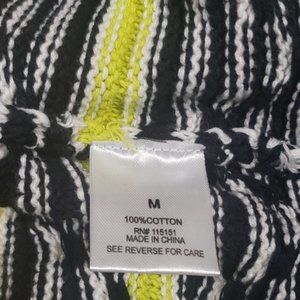 M
100%COTTON
RN# 115151
MADE IN CHINA
SEE REVERSE FOR CARE